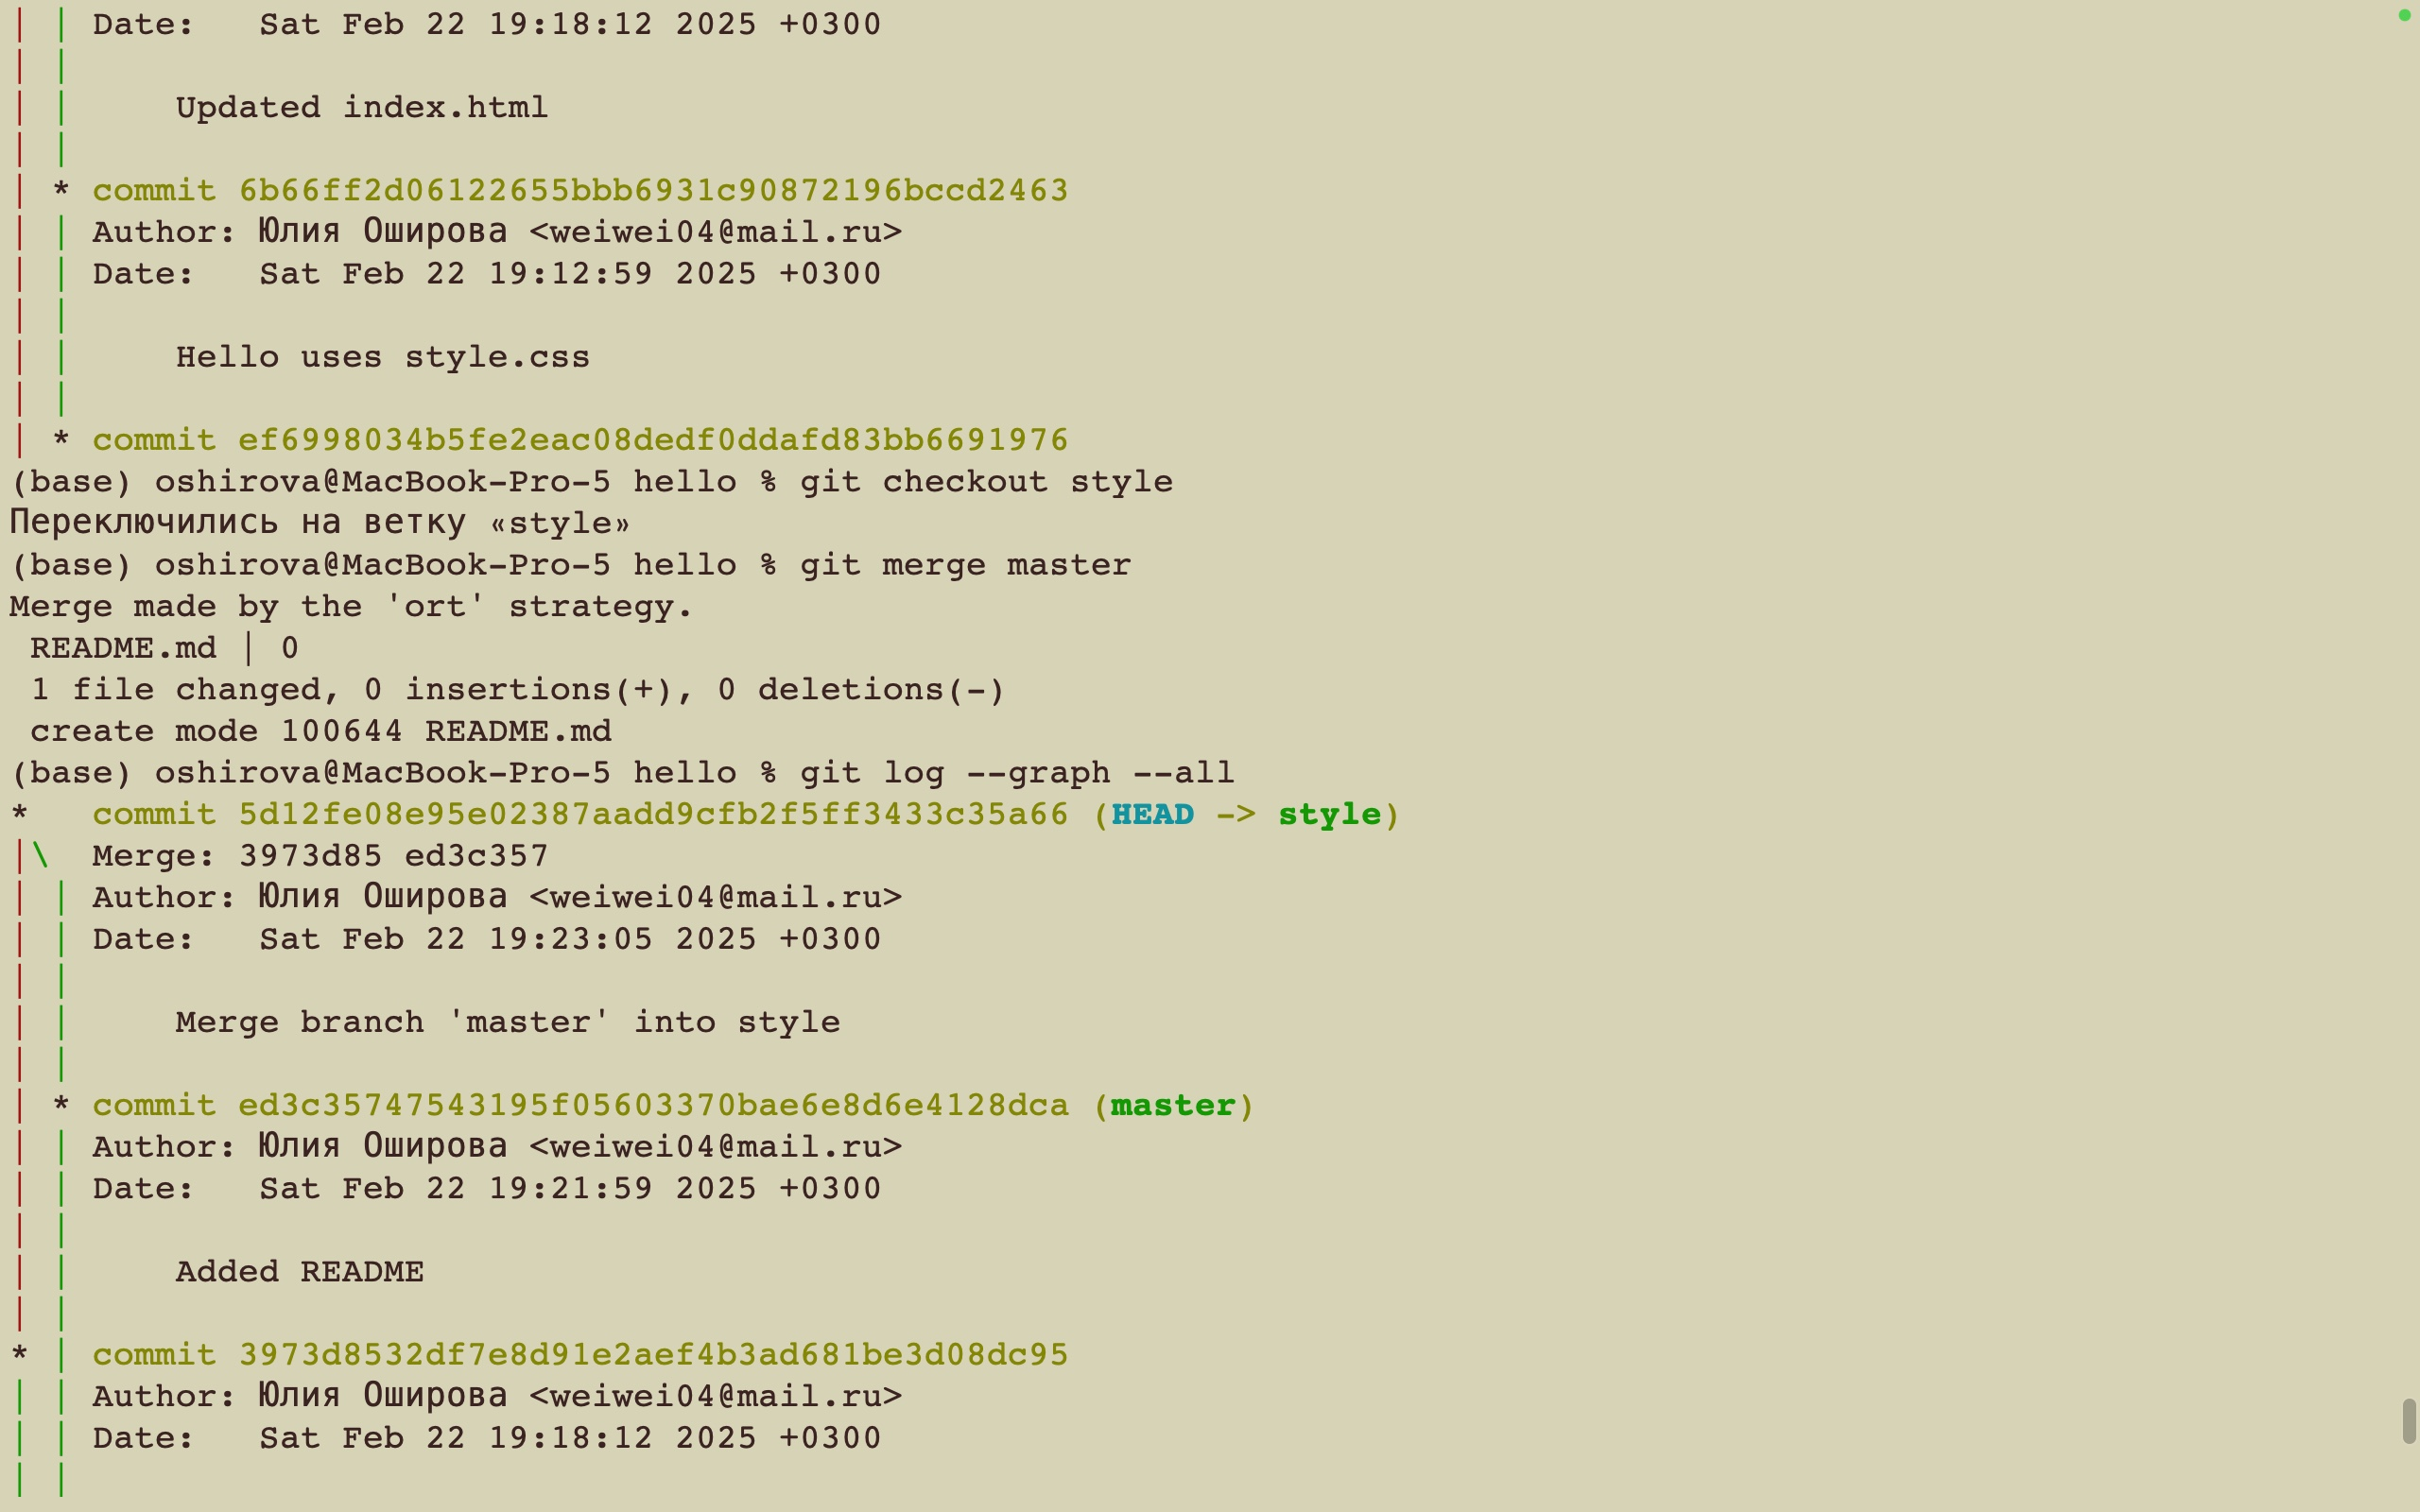 | | Date:   Sat Feb 22 19:18:12 2025 +0300
| |
| |     Updated index.html
| |
| * commit 6b66ff2d06122655bbb6931c90872196bccd2463
| | Author: Юлия Оширова <weiwei04@mail.ru>
| | Date:   Sat Feb 22 19:12:59 2025 +0300
| |
| |     Hello uses style.css
| |
| * commit ef6998034b5fe2eac08dedf0ddafd83bb6691976
(base) oshirova@MacBook-Pro-5 hello % git checkout style
Переключились на ветку «style»
(base) oshirova@MacBook-Pro-5 hello % git merge master
Merge made by the 'ort' strategy.
 README.md | 0
 1 file changed, 0 insertions(+), 0 deletions(-)
 create mode 100644 README.md
(base) oshirova@MacBook-Pro-5 hello % git log --graph --all
*   commit 5d12fe08e95e02387aadd9cfb2f5ff3433c35a66 (HEAD -> style)
|\  Merge: 3973d85 ed3c357
| | Author: Юлия Оширова <weiwei04@mail.ru>
| | Date:   Sat Feb 22 19:23:05 2025 +0300
| |
| |     Merge branch 'master' into style
| |
| * commit ed3c35747543195f05603370bae6e8d6e4128dca (master)
| | Author: Юлия Оширова <weiwei04@mail.ru>
| | Date:   Sat Feb 22 19:21:59 2025 +0300
| |
| |     Added README
| |
* | commit 3973d8532df7e8d91e2aef4b3ad681be3d08dc95
| | Author: Юлия Оширова <weiwei04@mail.ru>
| | Date:   Sat Feb 22 19:18:12 2025 +0300
| |